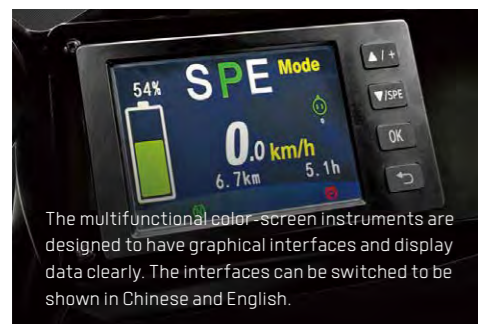 54%
SPE Mode
0.0 km/h
6.7km 5.1h
▲/+
▼/SPE
OK
The multifunctional color-screen instruments are
designed to have graphical interfaces and display
data clearly. The interfaces can be switched to be
shown in Chinese and English.